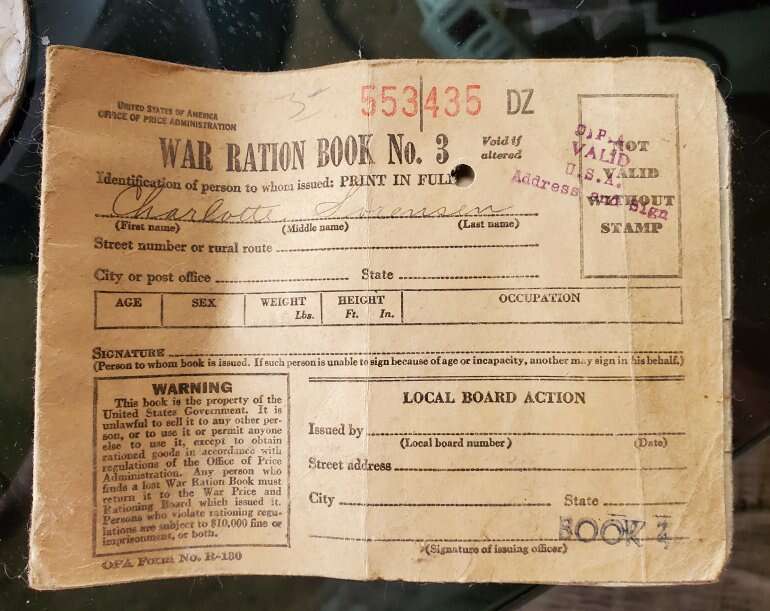 UNITED STATES OF AMERICA
OFFICE OF PRICE ADMINISTRATION
553435 DZ
WAR RATION BOOK No. 3
Void if
altered
Identification of person to whom issued: PRINT IN FULL
Charlotte Sorensen
(First name) (Middle name) (Last name)
Street number or rural route
City or post office State
AGE SEX WEIGHT Lbs. HEIGHT Ft. In. OCCUPATION
SIGNATURE
(Person to whom book is issued. If such person is unable to sign because of age or incapacity, another may sign in his behalf.)
NOT
VALID
WITHOUT
STAMP
O.P.A.
VALID
U.S.A.
Address and Sign
WARNING
This book is the property of the
United States Government. It is
unlawful to sell it to any other per-
son, or to use it or permit anyone
else to use it, except to obtain
rationed goods in accordance with
regulations of the Office of Price
Administration. Any person who
finds a lost War Ration Book must
return it to the War Price and
Rationing Board which issued it.
Persons who violate rationing regu-
lations are subject to $10,000 fine or
imprisonment, or both.
LOCAL BOARD ACTION
Issued by
(Local board number) (Date)
Street address
City State
BOOK
(Signature of issuing officer)
OPA Form No. R-130